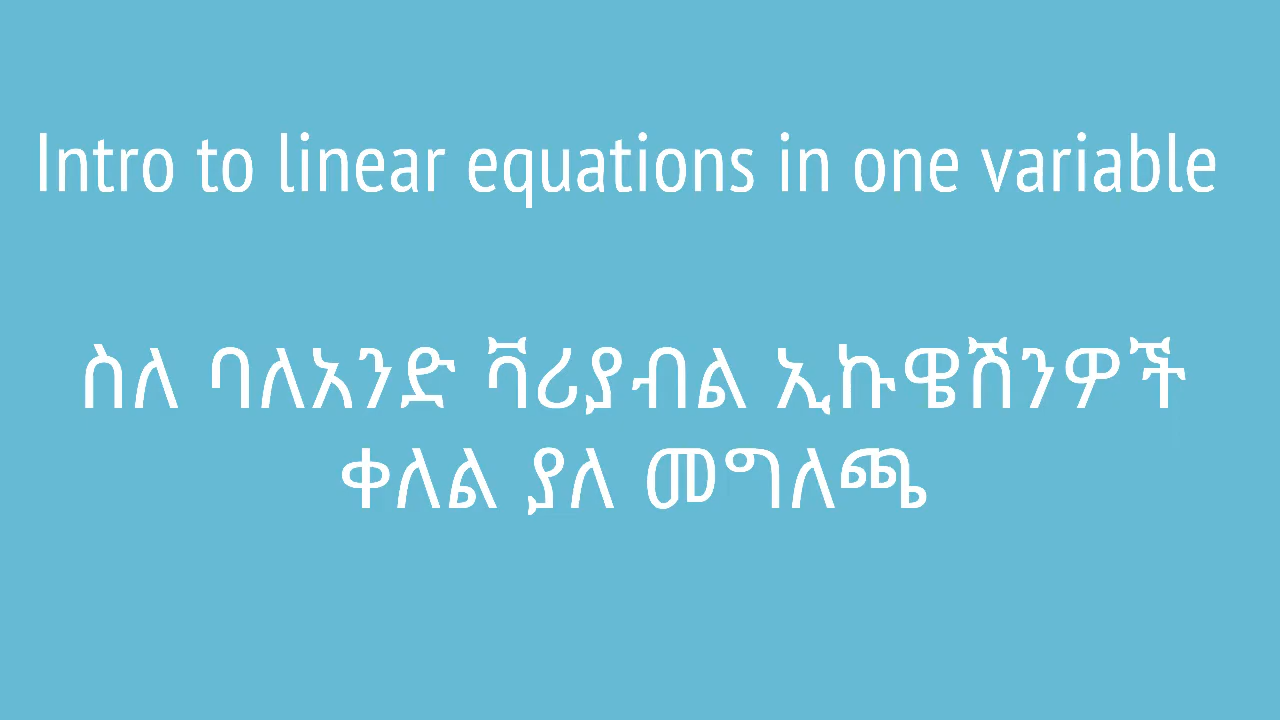 Intro to linear equations in one variable
ስለ ባለአንድ ቫሪያብል ኢኩዌሽንዎች
ቀለል ያለ መግለጫ